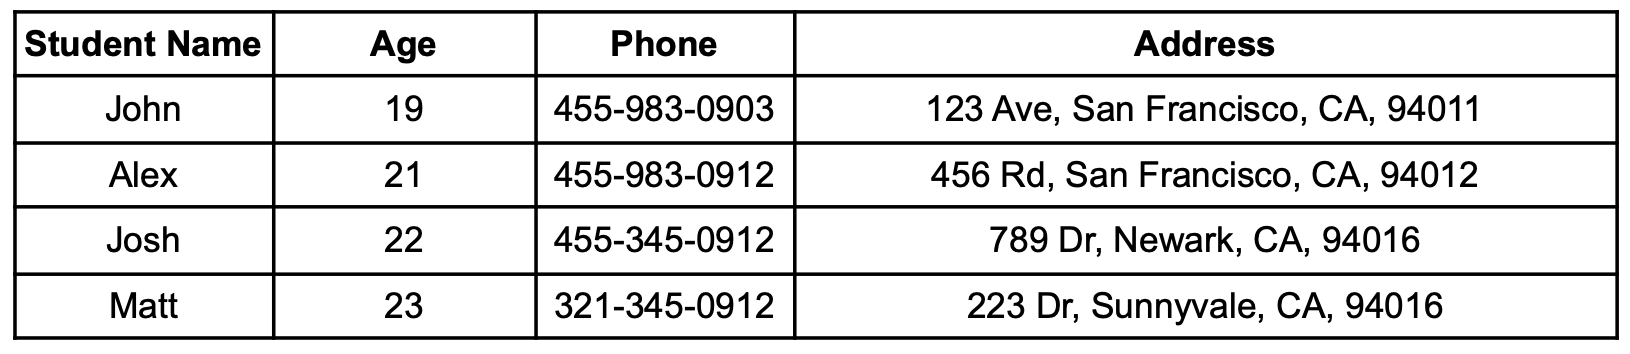 Student Name Age Phone Address
John 19 455-983-0903 123 Ave, San Francisco, CA, 94011
Alex 21 455-983-0912 456 Rd, San Francisco, CA, 94012
Josh 22 455-345-0912 789 Dr, Newark, CA, 94016
Matt 23 321-345-0912 223 Dr, Sunnyvale, CA, 94016